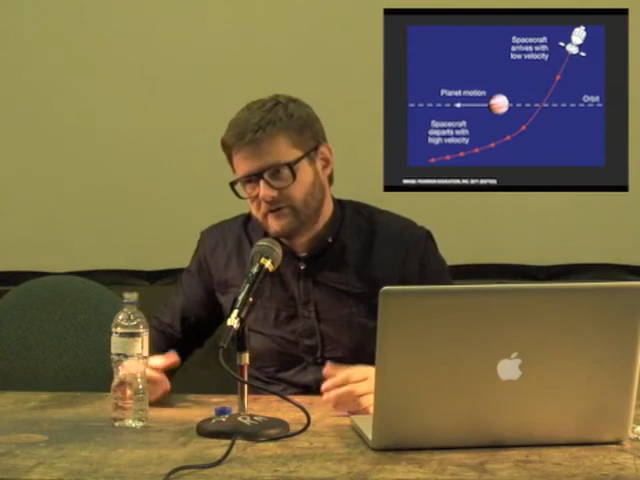 Spacecraft
arrives with
low velocity
Planet motion
Orbit
Spacecraft
departs with
high velocity